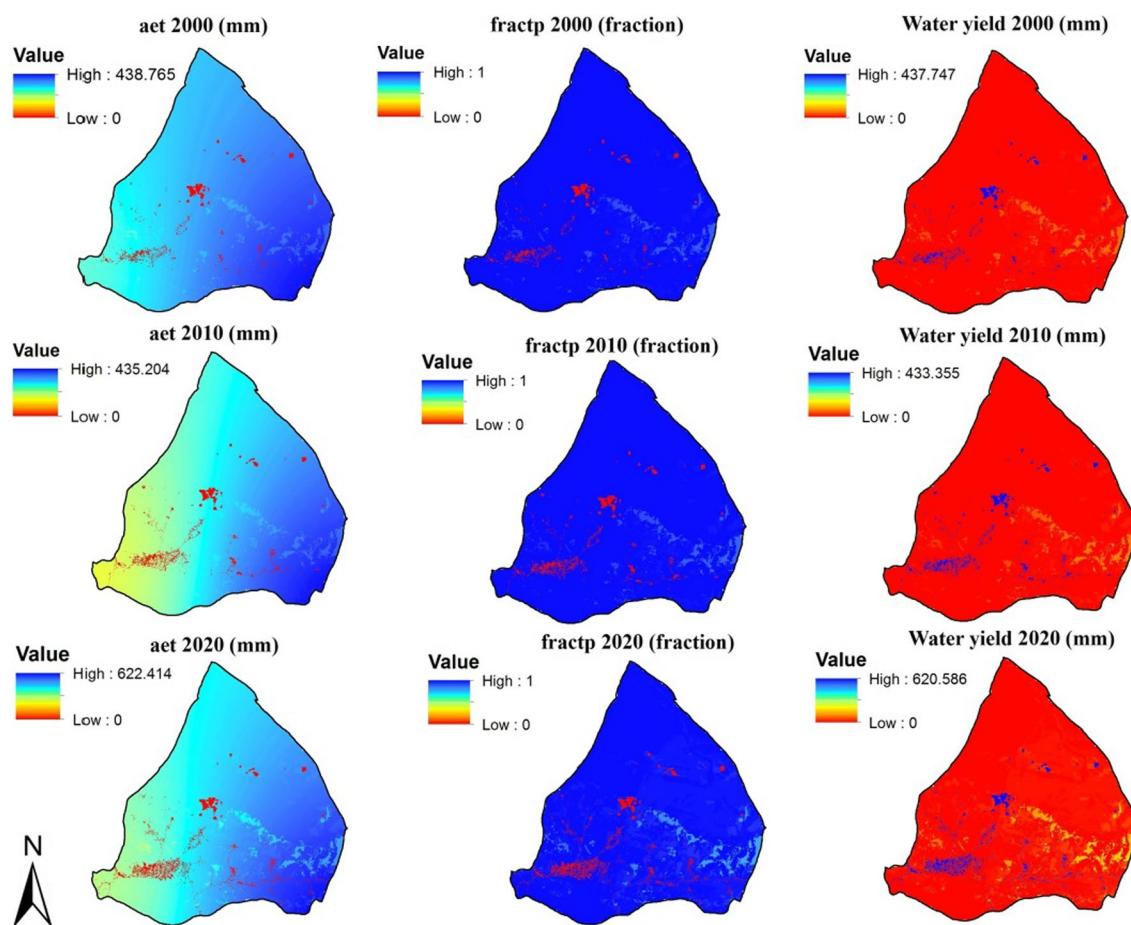 aet 2000 (mm)
Value
High : 438.765
Low : 0
fractp 2000 (fraction)
Value
High : 1
Low : 0
Water yield 2000 (mm)
Value
High : 437.747
Low : 0
aet 2010 (mm)
Value
High : 435.204
Low : 0
fractp 2010 (fraction)
Value
High : 1
Low : 0
Water yield 2010 (mm)
Value
High : 433.355
Low : 0
aet 2020 (mm)
Value
High : 622.414
Low : 0
fractp 2020 (fraction)
Value
High : 1
Low : 0
Water yield 2020 (mm)
Value
High : 620.586
Low : 0
N